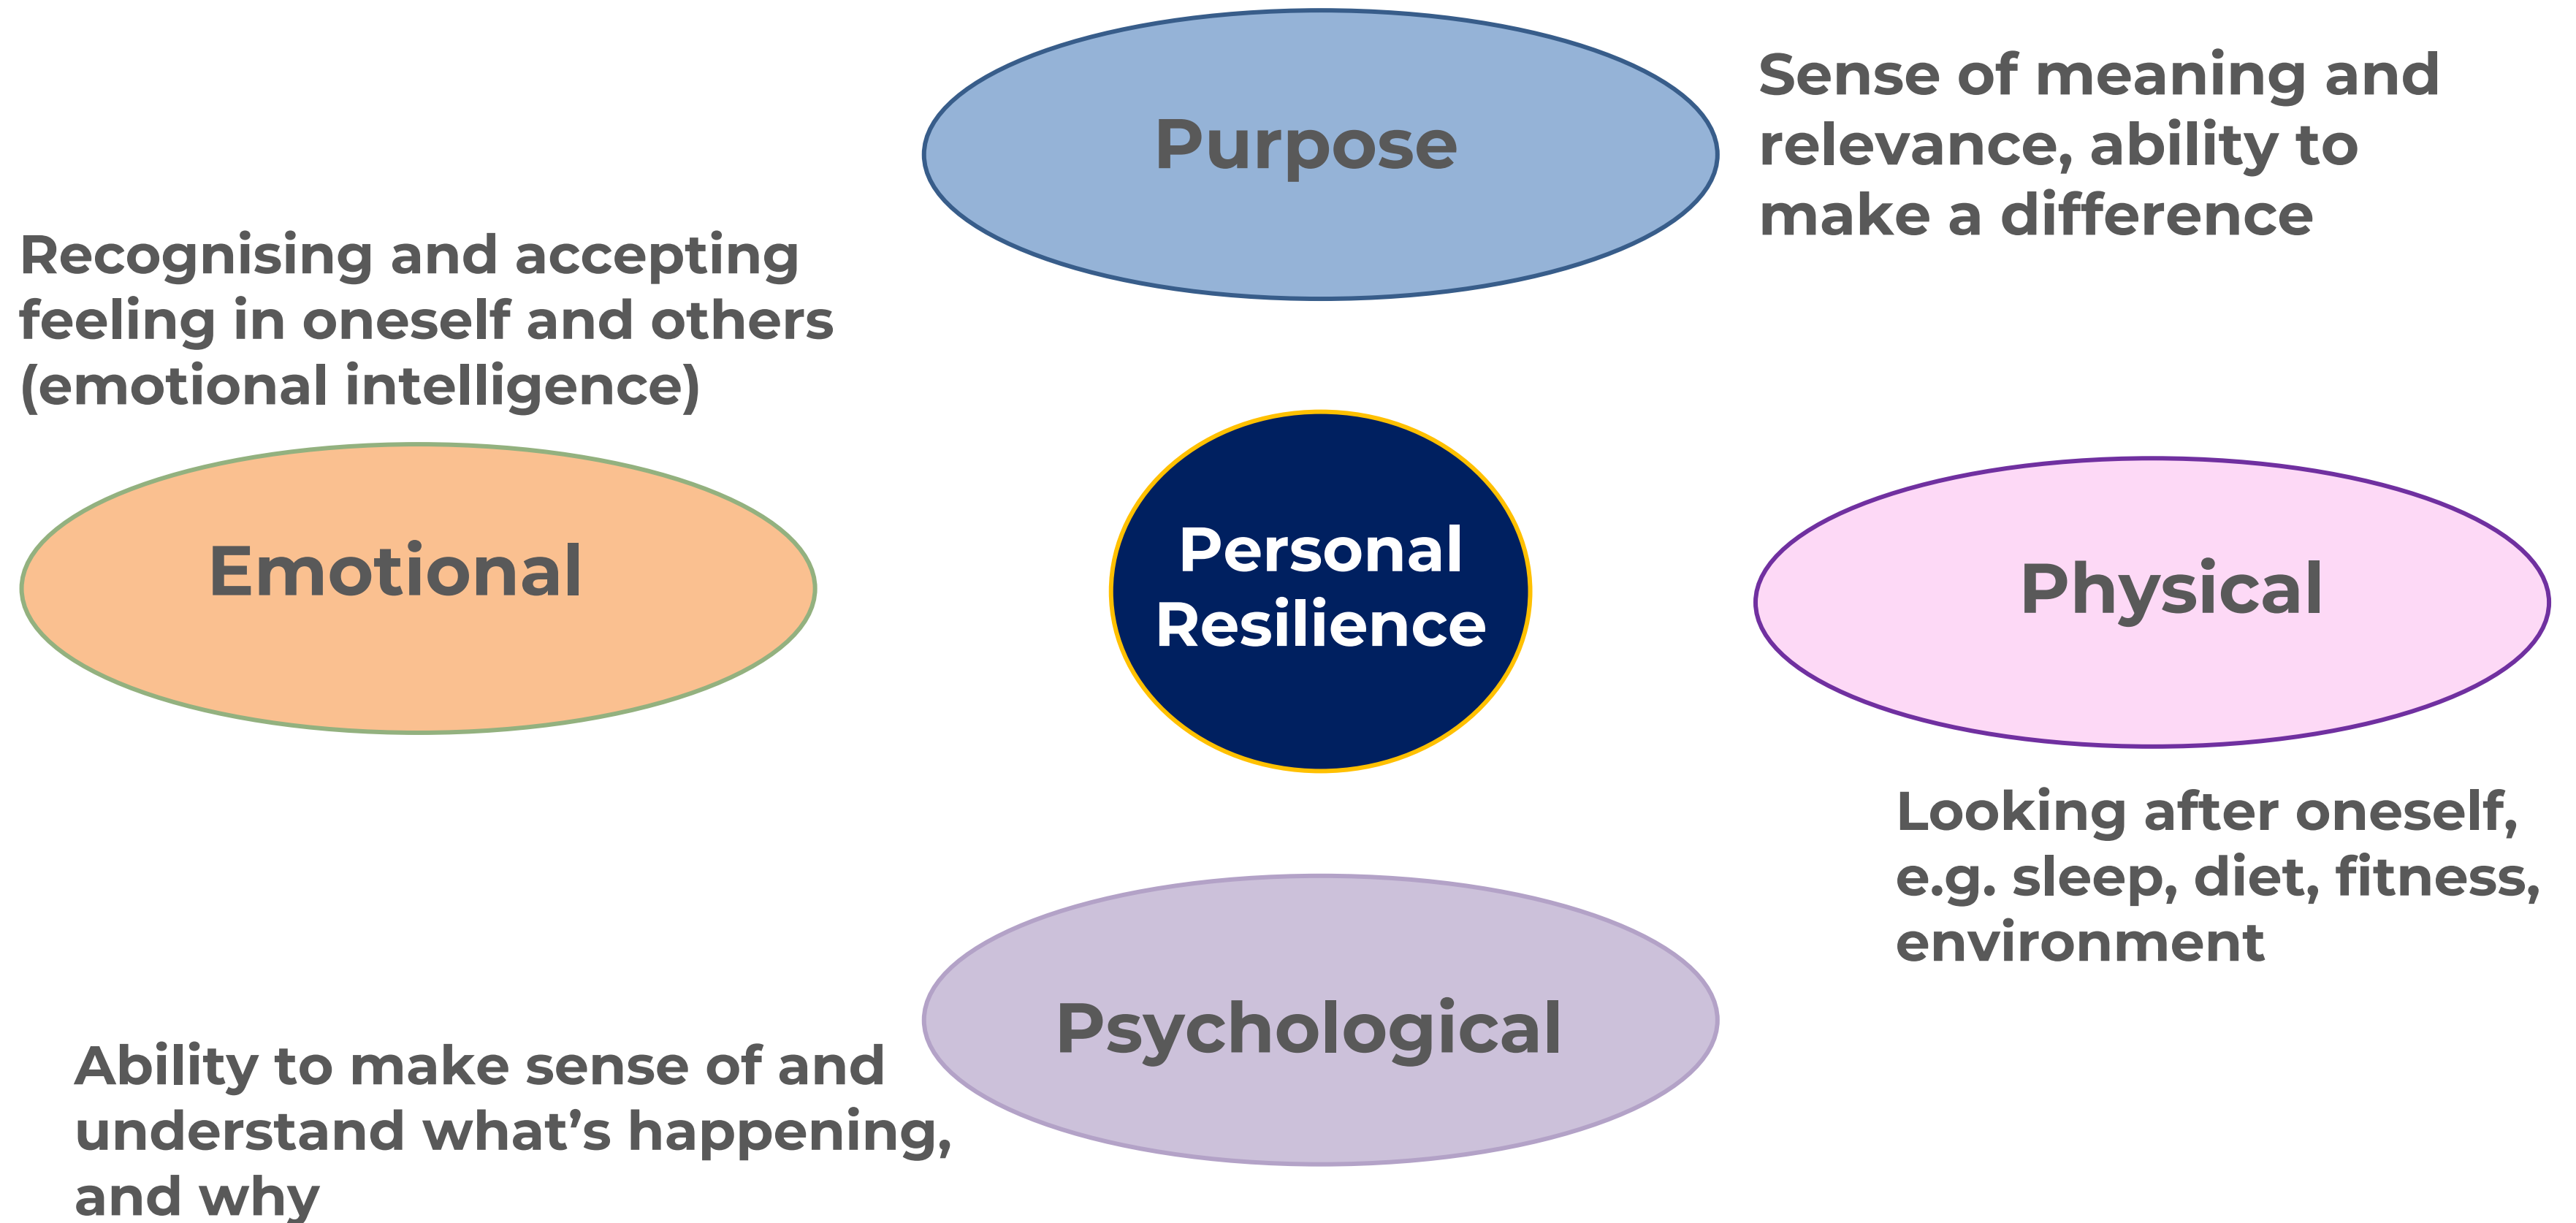 Purpose
Sense of meaning and
relevance, ability to
make a difference
Recognising and accepting
feeling in oneself and others
(emotional intelligence)
Emotional
Personal
Resilience
Physical
Looking after oneself,
e.g. sleep, diet, fitness,
environment
Psychological
Ability to make sense of and
understand what’s happening,
and why